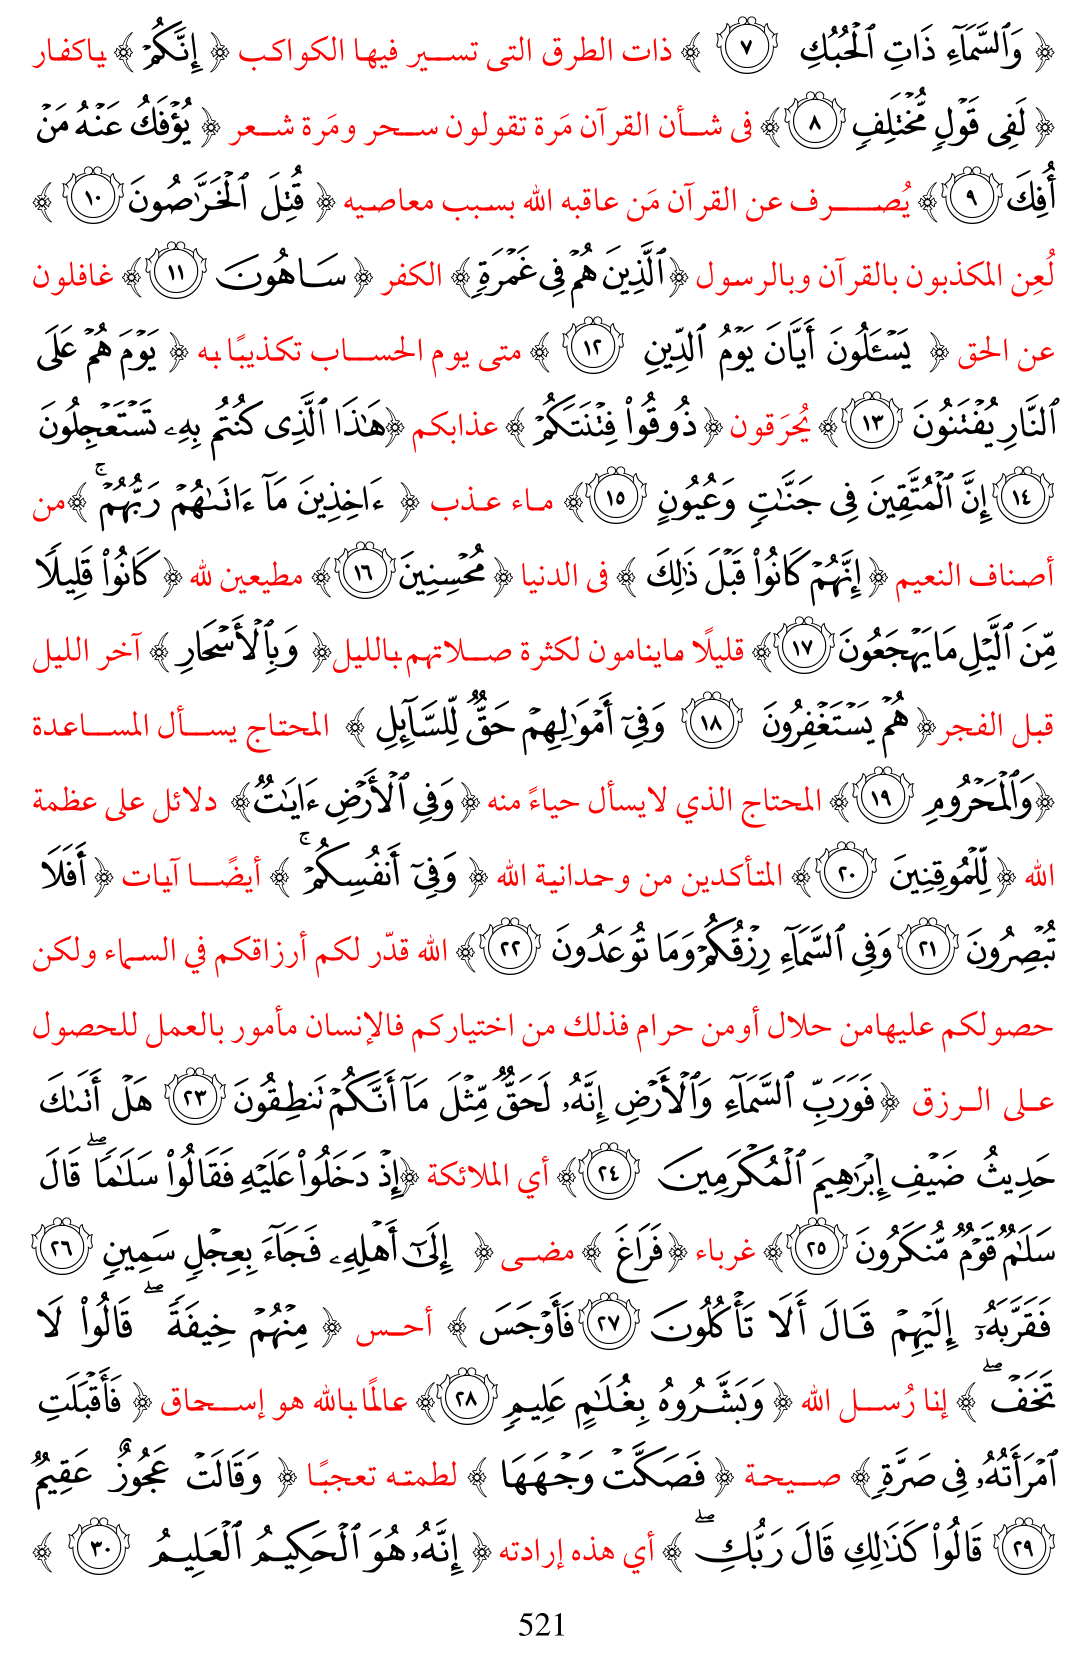 ﴿ وَٱلسَّمَآءِ ذَاتِ ٱلْحُبُكِ ٧ ﴾ ذات الطرق التى تسير فيها الكواكب ﴿ إِنَّكُمْ ﴾ ياكفار
﴿ لَفِى قَوْلٍ مُّخْتَلِفٍ ٨ ﴾ فى شأن القرآن مَرة تقولون سحر ومَرة شعر ﴿ يُؤْفَكُ عَنْهُ مَنْ
أُفِكَ ٩ ﴾ يُصرف عن القرآن مَن عاقبه الله بسبب معاصيه ﴿ قُتِلَ ٱلْخَرَّٰصُونَ ١٠ ﴾
لُعِن المكذبون بالقرآن وبالرسول ﴿ ٱلَّذِينَ هُمْ فِى غَمْرَةٍ ﴾ الكفر ﴿ سَاهُونَ ١١ ﴾ غافلون
عن الحق ﴿ يَسْـَٔلُونَ أَيَّانَ يَوْمُ ٱلدِّينِ ١٢ ﴾ متى يوم الحساب تكذيبًا به ﴿ يَوْمَ هُمْ عَلَى
ٱلنَّارِ يُفْتَنُونَ ١٣ ﴾ يُحرَقون ﴿ ذُوقُوا۟ فِتْنَتَكُمْ ﴾ عذابكم ﴿ هَٰذَا ٱلَّذِى كُنتُم بِهِۦ تَسْتَعْجِلُونَ
١٤ إِنَّ ٱلْمُتَّقِينَ فِى جَنَّٰتٍ وَعُيُونٍ ١٥ ﴾ ماء عذب ﴿ ءَاخِذِينَ مَآ ءَاتَىٰهُمْ رَبُّهُمْ ۚ ﴾ من
أصناف النعيم ﴿ إِنَّهُمْ كَانُوا۟ قَبْلَ ذَٰلِكَ ﴾ فى الدنيا ﴿ مُحْسِنِينَ ١٦ ﴾ مطيعين لله ﴿ كَانُوا۟ قَلِيلًا
مِّنَ ٱلَّيْلِ مَا يَهْجَعُونَ ١٧ ﴾ قليلًا ماينامون لكثرة صلاتهم بالليل ﴿ وَبِٱلْأَسْحَارِ ﴾ آخر الليل
قبل الفجر ﴿ هُمْ يَسْتَغْفِرُونَ ١٨ وَفِىٓ أَمْوَٰلِهِمْ حَقٌّ لِّلسَّآئِلِ ﴾ المحتاج يسأل المساعدة
﴿ وَٱلْمَحْرُومِ ١٩ ﴾ المحتاج الذي لايسأل حياءً منه ﴿ وَفِى ٱلْأَرْضِ ءَايَٰتٌ ﴾ دلائل على عظمة
الله ﴿ لِّلْمُوقِنِينَ ٢٠ ﴾ المتأكدين من وحدانية الله ﴿ وَفِىٓ أَنفُسِكُمْ ۚ ﴾ أيضًا آيات ﴿ أَفَلَا
تُبْصِرُونَ ٢١ وَفِى ٱلسَّمَآءِ رِزْقُكُمْ وَمَا تُوعَدُونَ ٢٢ ﴾ الله قدّر لكم أرزاقكم في السماء ولكن
حصولكم عليهامن حلال أومن حرام فذلك من اختياركم فالإنسان مأمور بالعمل للحصول
على الرزق ﴿ فَوَرَبِّ ٱلسَّمَآءِ وَٱلْأَرْضِ إِنَّهُۥ لَحَقٌّ مِّثْلَ مَآ أَنَّكُمْ تَنطِقُونَ ٢٣ هَلْ أَتَىٰكَ
حَدِيثُ ضَيْفِ إِبْرَٰهِيمَ ٱلْمُكْرَمِينَ ٢٤ ﴾ أي الملائكة ﴿ إِذْ دَخَلُوا۟ عَلَيْهِ فَقَالُوا۟ سَلَٰمًا ۖ قَالَ
سَلَٰمٌ قَوْمٌ مُّنكَرُونَ ٢٥ ﴾ غرباء ﴿ فَرَاغَ ﴾ مضى ﴿ إِلَىٰٓ أَهْلِهِۦ فَجَآءَ بِعِجْلٍ سَمِينٍ ٢٦
فَقَرَّبَهُۥٓ إِلَيْهِمْ قَالَ أَلَا تَأْكُلُونَ ٢٧ فَأَوْجَسَ ﴾ أحس ﴿ مِنْهُمْ خِيفَةً ۖ قَالُوا۟ لَا
تَخَفْ ۖ ﴾ إنا رُسل الله ﴿ وَبَشَّرُوهُ بِغُلَٰمٍ عَلِيمٍ ٢٨ ﴾ عالمًا بالله هو إسحاق ﴿ فَأَقْبَلَتِ
ٱمْرَأَتُهُۥ فِى صَرَّةٍ ﴾ صيحة ﴿ فَصَكَّتْ وَجْهَهَا ﴾ لطمته تعجبًا ﴿ وَقَالَتْ عَجُوزٌ عَقِيمٌ
٢٩ قَالُوا۟ كَذَٰلِكِ قَالَ رَبُّكِ ۖ ﴾ أي هذه إرادته ﴿ إِنَّهُۥ هُوَ ٱلْحَكِيمُ ٱلْعَلِيمُ ٣٠ ﴾
521